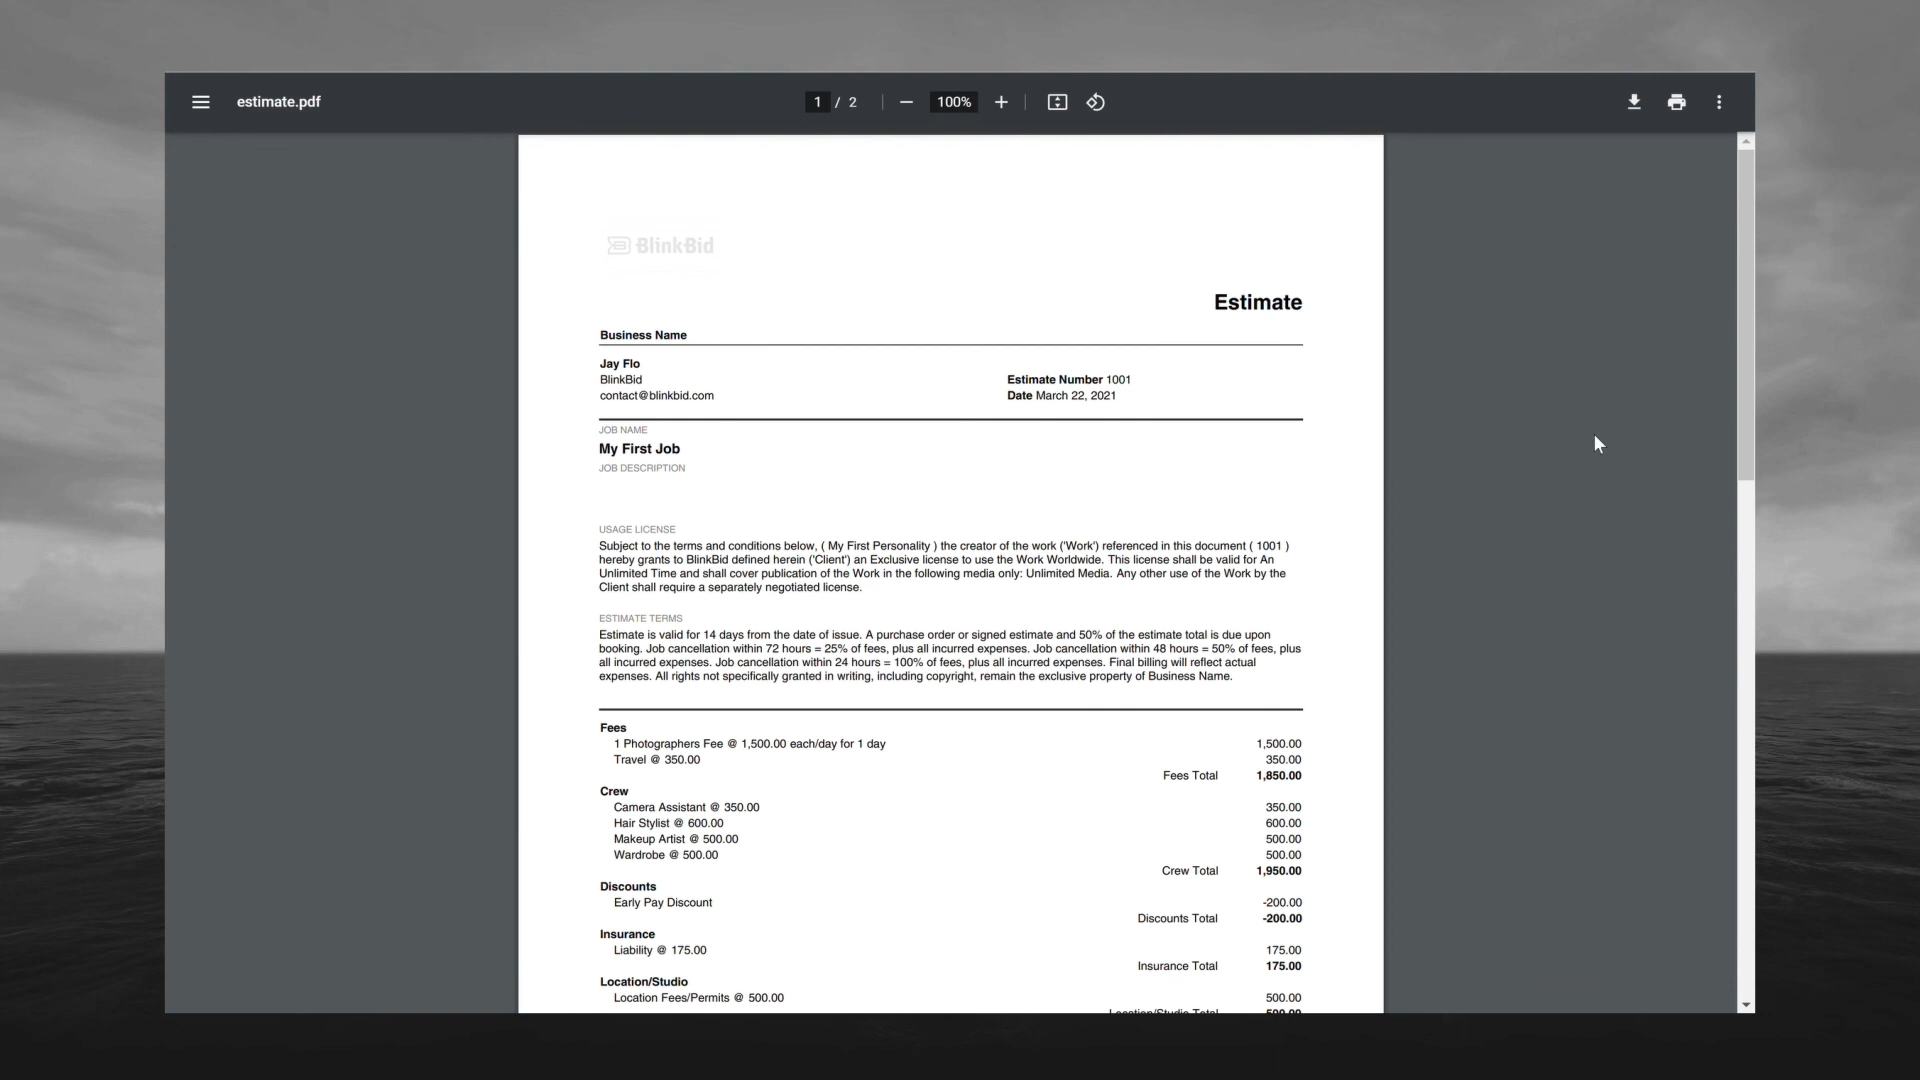 estimate.pdf
1 / 2
100%
BlinkBid
Estimate
Business Name
Jay Flo
BlinkBid
contact@blinkbid.com
Estimate Number 1001
Date March 22, 2021
JOB NAME
My First Job
JOB DESCRIPTION
USAGE LICENSE
Subject to the terms and conditions below, ( My First Personality ) the creator of the work ('Work') referenced in this document ( 1001 )
hereby grants to BlinkBid defined herein ('Client') an Exclusive license to use the Work Worldwide. This license shall be valid for An
Unlimited Time and shall cover publication of the Work in the following media only: Unlimited Media. Any other use of the Work by the
Client shall require a separately negotiated license.
ESTIMATE TERMS
Estimate is valid for 14 days from the date of issue. A purchase order or signed estimate and 50% of the estimate total is due upon
booking. Job cancellation within 72 hours = 25% of fees, plus all incurred expenses. Job cancellation within 48 hours = 50% of fees, plus
all incurred expenses. Job cancellation within 24 hours = 100% of fees, plus all incurred expenses. Final billing will reflect actual
expenses. All rights not specifically granted in writing, including copyright, remain the exclusive property of Business Name.
Fees
1 Photographers Fee @ 1,500.00 each/day for 1 day 1,500.00
Travel @ 350.00 350.00
Fees Total 1,850.00
Crew
Camera Assistant @ 350.00 350.00
Hair Stylist @ 600.00 600.00
Makeup Artist @ 500.00 500.00
Wardrobe @ 500.00 500.00
Crew Total 1,950.00
Discounts
Early Pay Discount -200.00
Discounts Total -200.00
Insurance
Liability @ 175.00 175.00
Insurance Total 175.00
Location/Studio
Location Fees/Permits @ 500.00 500.00
Location/Studio Total 500.00